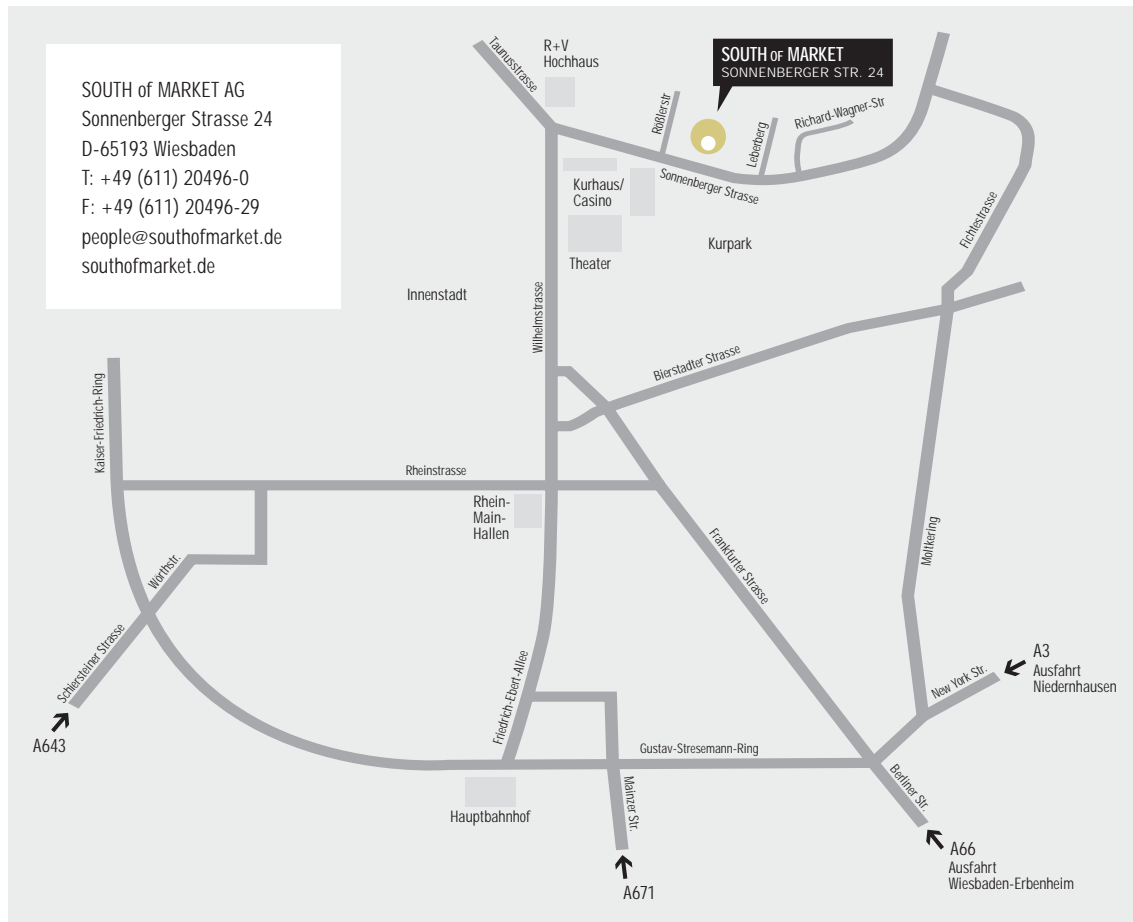 SOUTH of MARKET AG
Sonnenberger Strasse 24
D-65193 Wiesbaden
T: +49 (611) 20496-0
F: +49 (611) 20496-29
people@southofmarket.de
southofmarket.de
Taunusstrasse
R+V
Hochhaus
SOUTH OF MARKET
SONNENBERGER STR. 24
Rößlerstr
Leberberg
Richard-Wagner-Str
Kurhaus/
Casino
Sonnenberger Strasse
Theater
Kurpark
Fichtestrasse
Innenstadt
Wilhelmstrasse
Bierstadter Strasse
Kaiser-Friedrich-Ring
Rheinstrasse
Rhein-
Main-
Hallen
Frankfurter Strasse
Moltkering
Wörthstr.
Schiersteiner Strasse
A643
Friedrich-Ebert-Allee
New York Str.
A3
Ausfahrt
Niedernhausen
Gustav-Stresemann-Ring
Hauptbahnhof
Mainzer Str.
Berliner Str.
A671
A66
Ausfahrt
Wiesbaden-Erbenheim